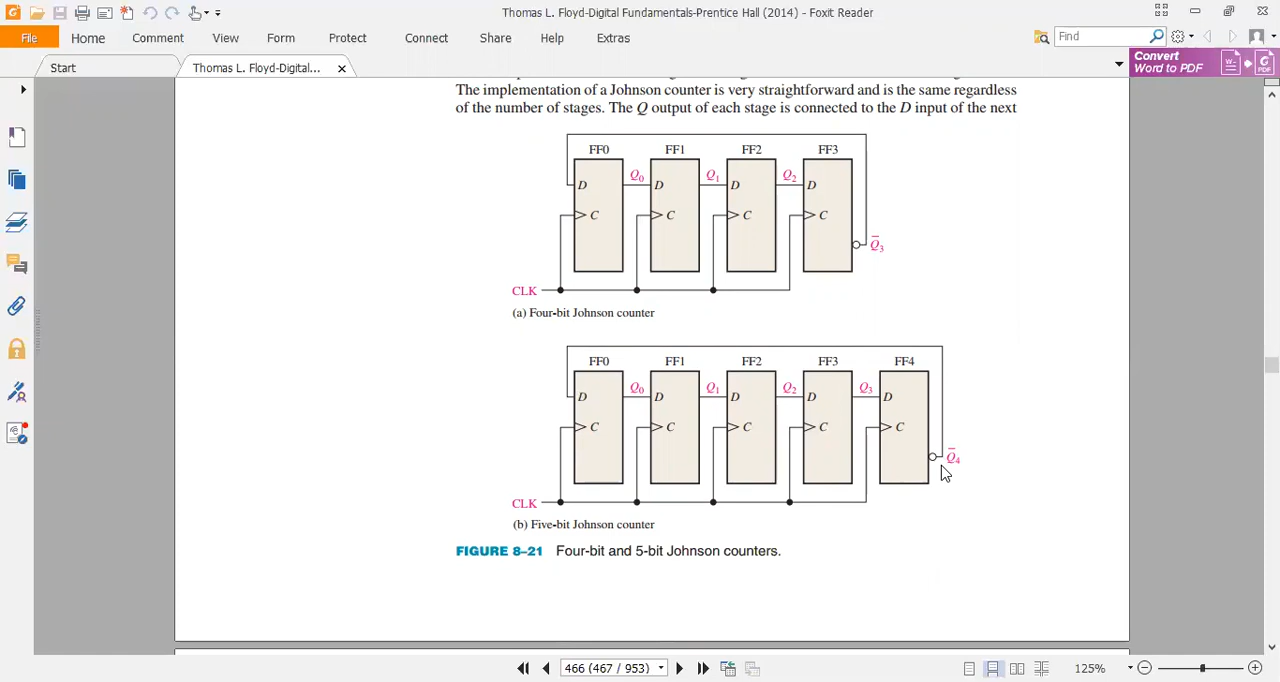 Thomas L. Floyd-Digital Fundamentals-Prentice Hall (2014) - Foxit Reader
File Home Comment View Form Protect Connect Share Help Extras
Find
Start Thomas L. Floyd-Digital...
Convert
Word to PDF
The implementation of a Johnson counter is very straightforward and is the same regardless
of the number of stages. The Q output of each stage is connected to the D input of the next
FF0 FF1 FF2 FF3
D Q₀ D Q₁ D Q₂ D
C C C C
Q̅₃
CLK
(a) Four-bit Johnson counter
FF0 FF1 FF2 FF3 FF4
D Q₀ D Q₁ D Q₂ D Q₃ D
C C C C C
Q̅₄
CLK
(b) Five-bit Johnson counter
FIGURE 8–21 Four-bit and 5-bit Johnson counters.
466 (467 / 953)
125%